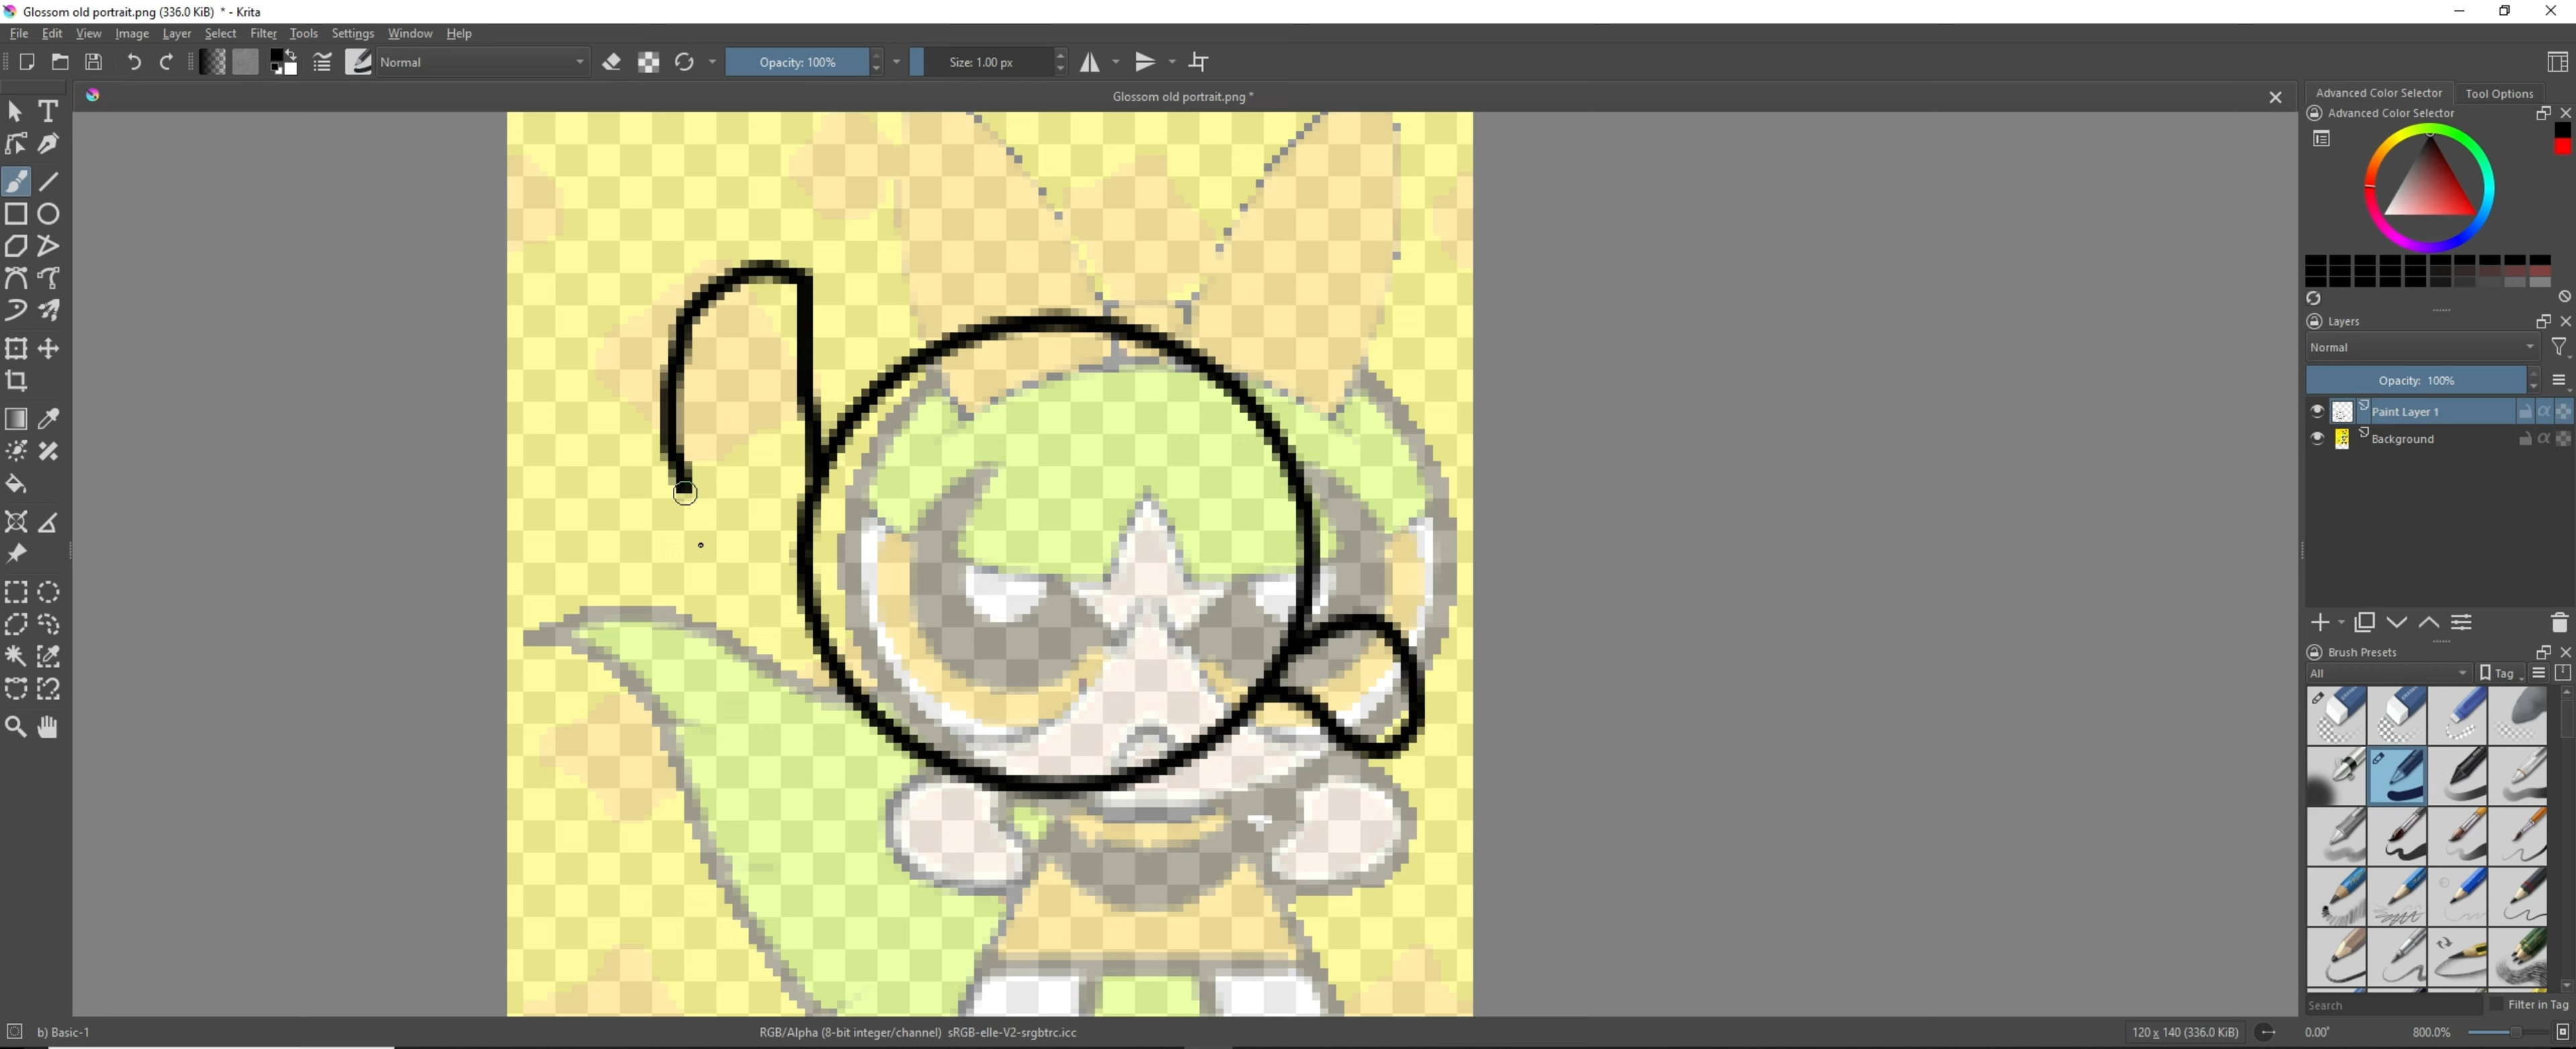 Glossom old portrait.png (336.0 KiB) * - Krita
File Edit View Image Layer Select Filter Tools Settings Window Help
Normal Opacity: 100% Size: 1.00 px
Glossom old portrait.png *
Advanced Color Selector Tool Options
Advanced Color Selector
Layers
Normal
Opacity: 100%
Paint Layer 1
Background
Brush Presets
All Tag
Search Filter in Tag
b) Basic-1 RGB/Alpha (8-bit integer/channel) sRGB-elle-V2-srgbtrc.icc 120 x 140 (336.0 KiB) 0.00° 800.0%